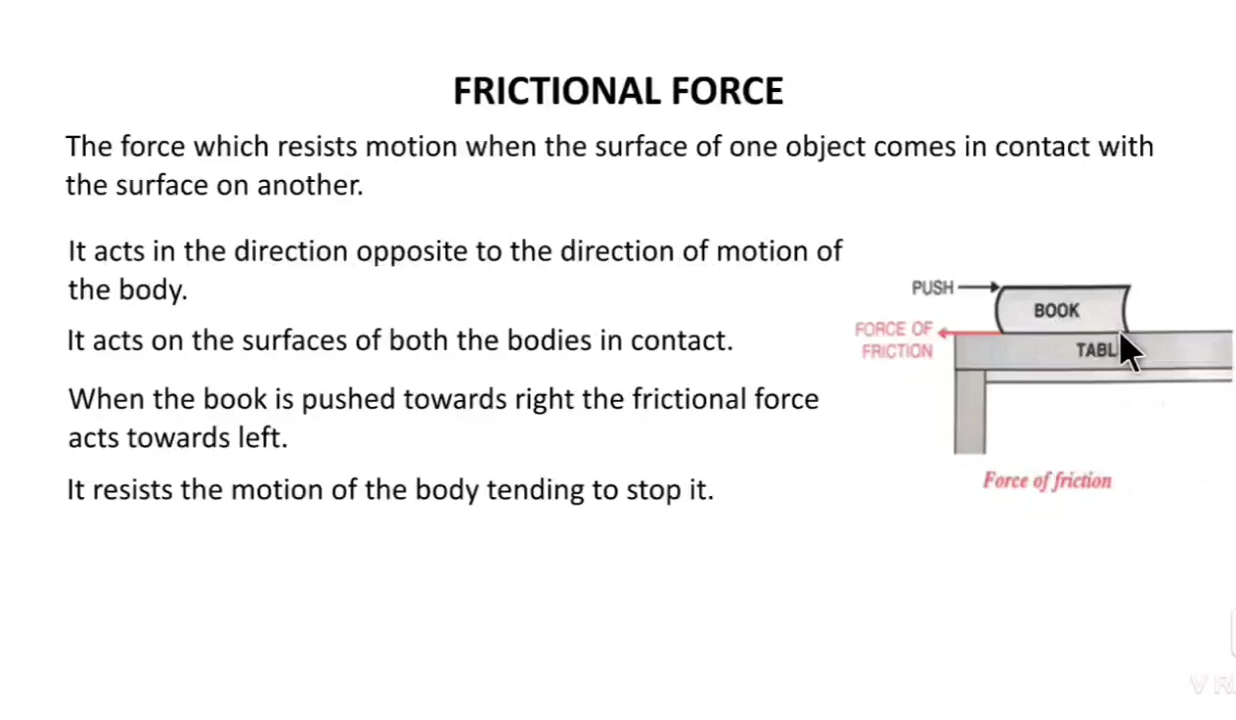 FRICTIONAL FORCE
The force which resists motion when the surface of one object comes in contact with
the surface on another.
It acts in the direction opposite to the direction of motion of
the body.
It acts on the surfaces of both the bodies in contact.
When the book is pushed towards right the frictional force
acts towards left.
It resists the motion of the body tending to stop it.
PUSH
BOOK
FORCE OF
FRICTION
TABL
Force of friction